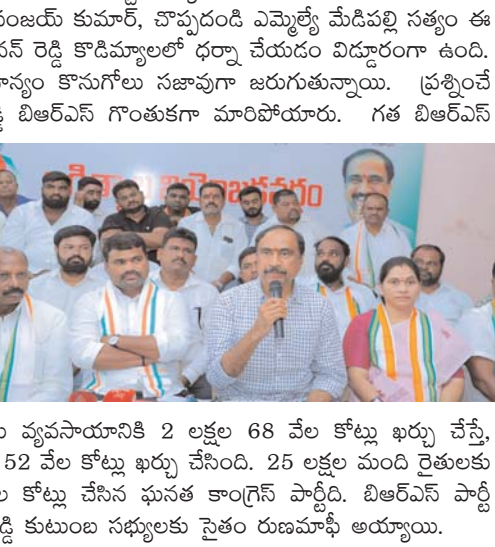 సంజయ్ కుమార్, చొప్పదండి ఎమ్మెల్యే మేడిపల్లి సత్యం ఈ
రెడ్డి కొడిమ్యాలలో ధర్నా చేయడం విడ్డూరంగా ఉంది.
కొనుగోలు సజావుగా జరుగుతున్నాయి. ప్రశ్నించే
బిఆర్ఎస్ గొంతుకగా మారిపోయారు. గత బిఆర్ఎస్
వ్యవసాయానికి 2 లక్షల 68 వేల కోట్లు ఖర్చు చేస్తే,
52 వేల కోట్లు ఖర్చు చేసింది. 25 లక్షల మంది రైతులకు
కోట్లు చేసిన ఘనత కాంగ్రెస్ పార్టీది. బిఆర్ఎస్ పార్టీ
కుటుంబ సభ్యులకు సైతం రుణమాఫీ అయ్యాయి.